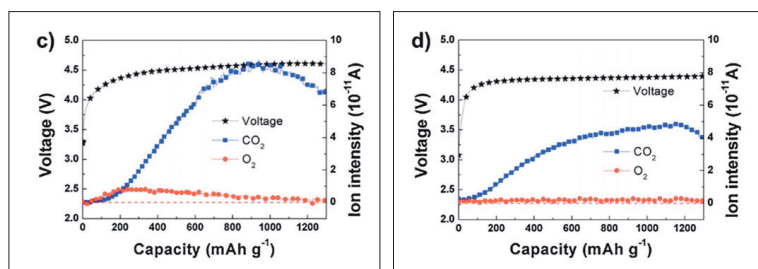 c)
5.0
4.5
4.0
3.5
3.0
2.5
2.0
Voltage (V)
10
8
6
4
2
0
Ion intensity (10⁻¹¹A)
Voltage
CO₂
O₂
0 200 400 600 800 1000 1200
Capacity (mAh g⁻¹)
d)
5.0
4.5
4.0
3.5
3.0
2.5
2.0
Voltage (V)
10
8
6
4
2
0
Ion intensity (10⁻¹¹A)
Voltage
CO₂
O₂
0 200 400 600 800 1000 1200
Capacity (mAh g⁻¹)